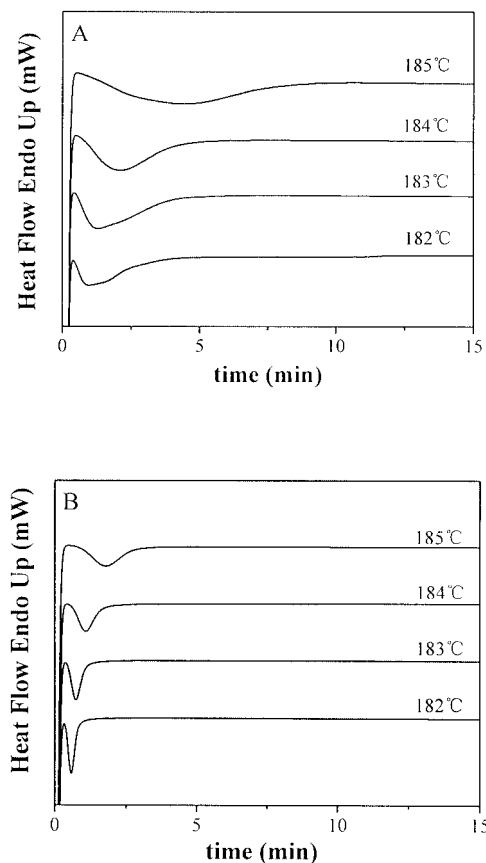 A
Heat Flow Endo Up (mW)
185℃
184℃
183℃
182℃
0 5 10 15
time (min)
B
Heat Flow Endo Up (mW)
185℃
184℃
183℃
182℃
0 5 10 15
time (min)